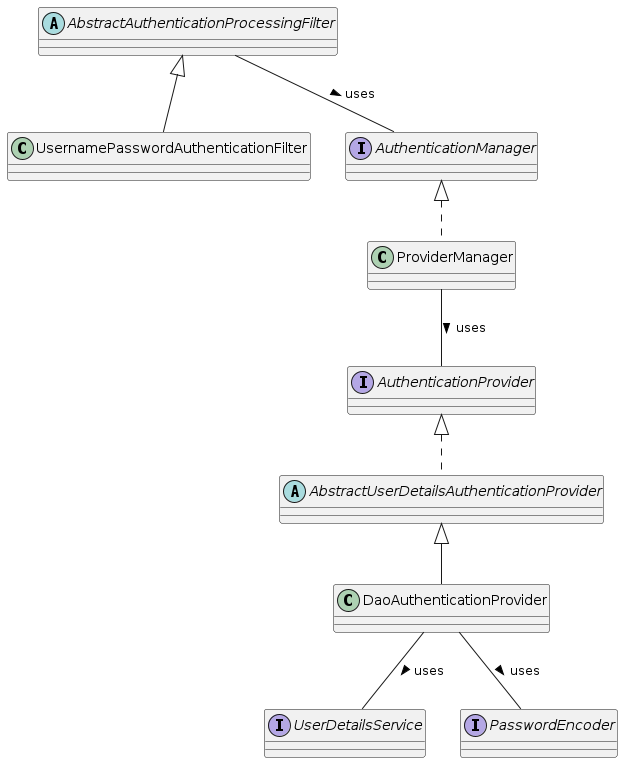 A AbstractAuthenticationProcessingFilter
uses
C UsernamePasswordAuthenticationFilter
I AuthenticationManager
C ProviderManager
uses
I AuthenticationProvider
A AbstractUserDetailsAuthenticationProvider
C DaoAuthenticationProvider
uses
uses
I UserDetailsService
I PasswordEncoder